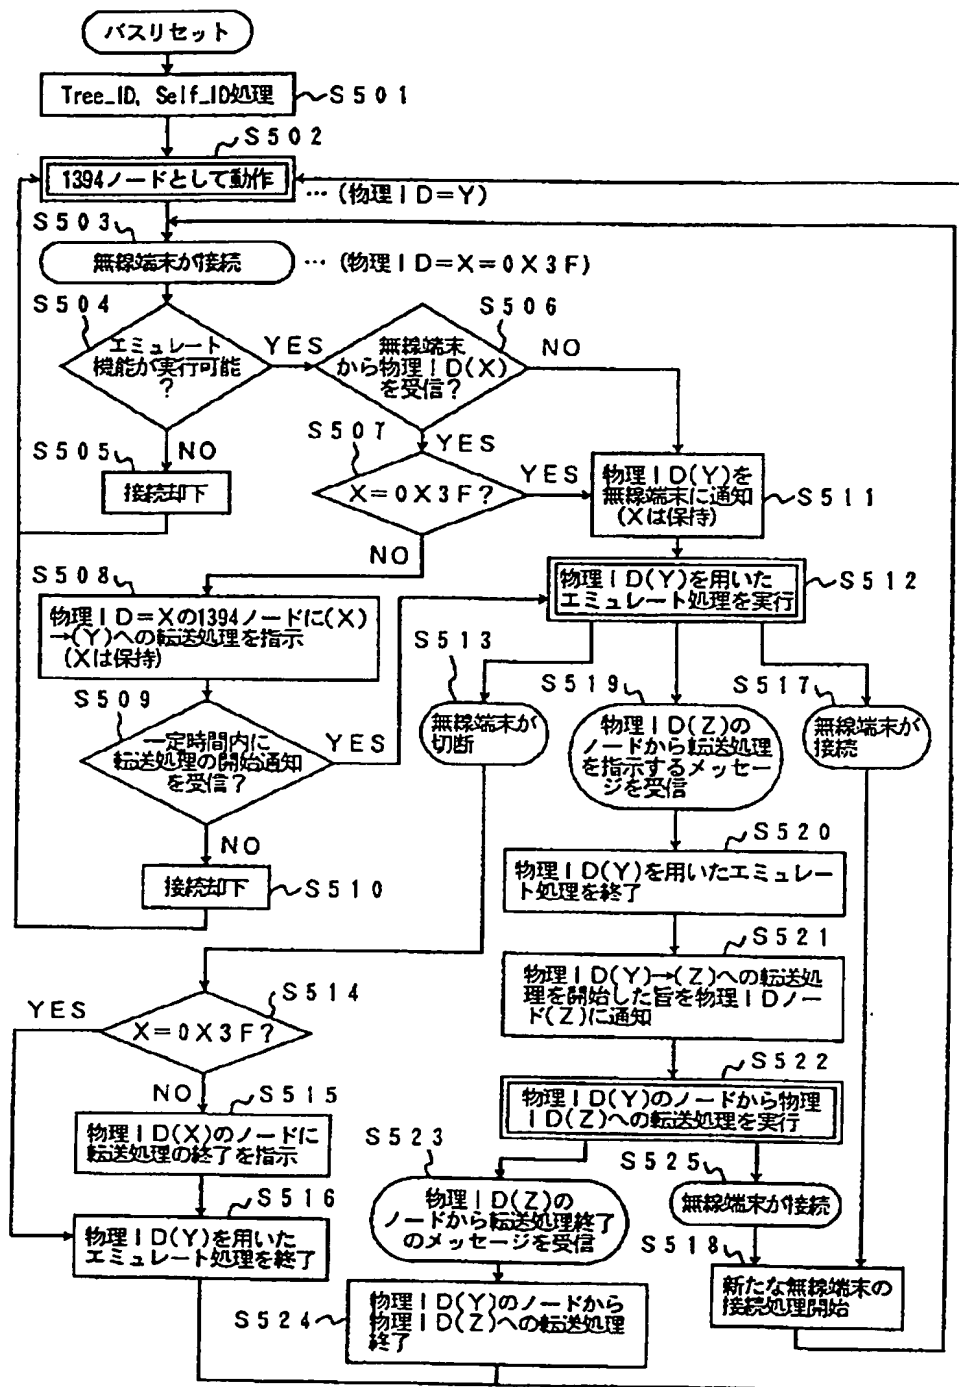 バスリセット
Tree_ID, Self_ID処理
S501
S502
1394ノードとして動作
… (物理ID=Y)
S503
無線端末が接続
… (物理ID=X=0X3F)
S504
エミュレート
機能が実行可能
?
YES
NO
S505
接続却下
S506
無線端末
から物理ID(X)
を受信?
NO
YES
S507
X=0X3F?
YES
NO
物理ID(Y)を
無線端末に通知
(Xは保持)
S511
S508
物理ID=Xの1394ノードに(X)
→(Y)への転送処理を指示
(Xは保持)
物理ID(Y)を用いた
エミュレート処理を実行
S512
S509
一定時間内に
転送処理の開始通知
を受信?
YES
NO
接続却下
S510
S513
無線端末が
切断
S519
物理ID(Z)の
ノードから転送処理
を指示するメッセー
ジを受信
S517
無線端末が
接続
S520
物理ID(Y)を用いたエミュレー
ト処理を終了
S521
物理ID(Y)→(Z)への転送処
理を開始した旨を物理IDノー
ド(Z)に通知
S514
X=0X3F?
YES
NO
S515
物理ID(X)のノードに
転送処理の終了を指示
S516
物理ID(Y)を用いた
エミュレート処理を終了
S522
物理ID(Y)のノードから物理
ID(Z)への転送処理を実行
S523
物理ID(Z)の
ノードから転送処理終了
のメッセージを受信
S524
物理ID(Y)のノードから
物理ID(Z)への転送処理
終了
S525
無線端末が接続
S518
新たな無線端末の
接続処理開始